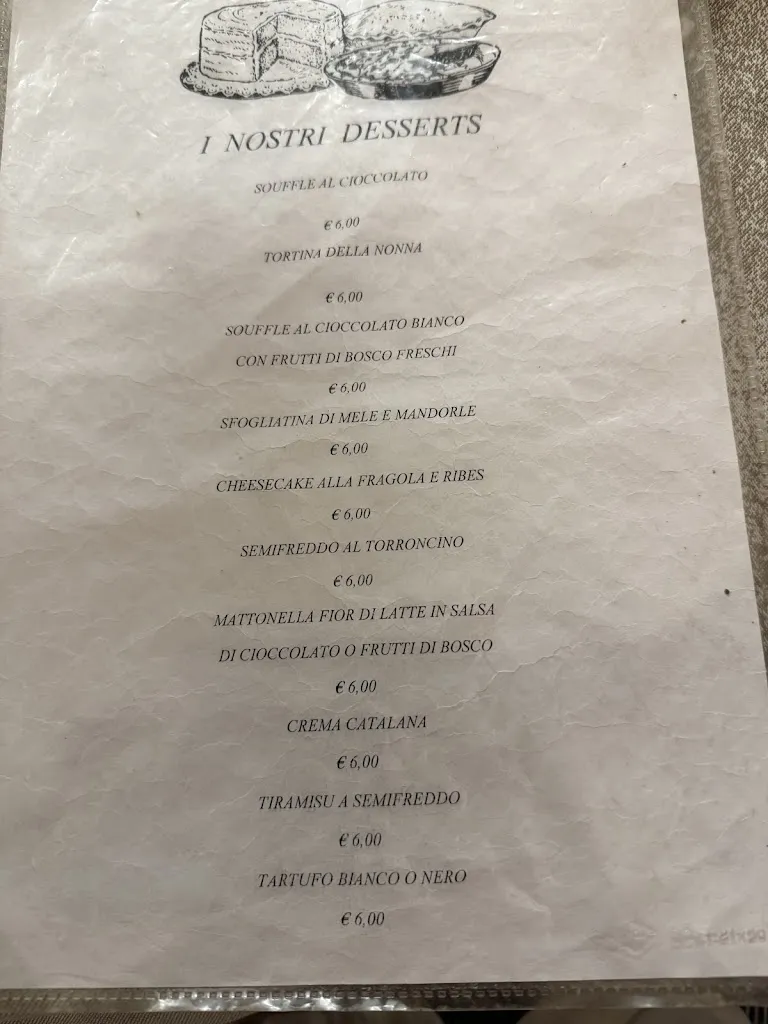 I NOSTRI DESSERTS
SOUFFLE AL CIOCCOLATO
€ 6,00
TORTINA DELLA NONNA
€ 6,00
SOUFFLE AL CIOCCOLATO BIANCO
CON FRUTTI DI BOSCO FRESCHI
€ 6,00
SFOGLIATINA DI MELE E MANDORLE
€ 6,00
CHEESECAKE ALLA FRAGOLA E RIBES
€ 6,00
SEMIFREDDO AL TORRONCINO
€ 6,00
MATTONELLA FIOR DI LATTE IN SALSA
DI CIOCCOLATO O FRUTTI DI BOSCO
€ 6,00
CREMA CATALANA
€ 6,00
TIRAMISU A SEMIFREDDO
€ 6,00
TARTUFO BIANCO O NERO
€ 6,00